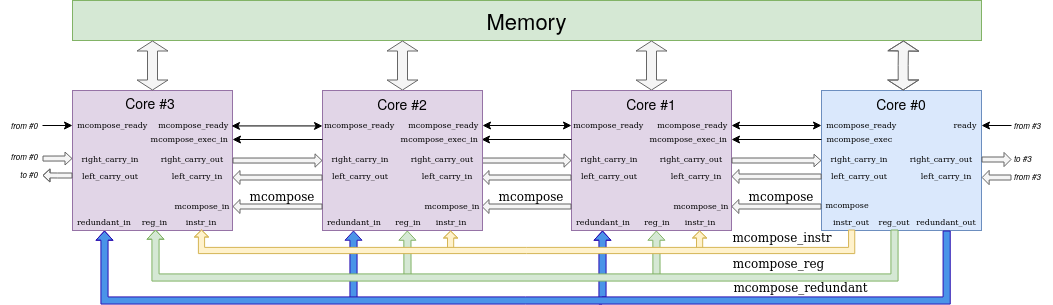 Memory
Core #3 Core #2 Core #1 Core #0
from #0 mcompose_ready mcompose_ready mcompose_ready mcompose_ready mcompose_ready mcompose_ready mcompose_ready ready from #3
mcompose_exec_in mcompose_exec_in mcompose_exec_in mcompose_exec
from #0 right_carry_in right_carry_out right_carry_in right_carry_out right_carry_in right_carry_out right_carry_in right_carry_out to #3
to #0 left_carry_out left_carry_in left_carry_out left_carry_in left_carry_out left_carry_in left_carry_out left_carry_in from #3
mcompose mcompose mcompose
mcompose_in mcompose_in mcompose_in mcompose
redundant_in reg_in instr_in redundant_in reg_in instr_in redundant_in reg_in instr_in instr_out reg_out redundant_out
mcompose_instr
mcompose_reg
mcompose_redundant